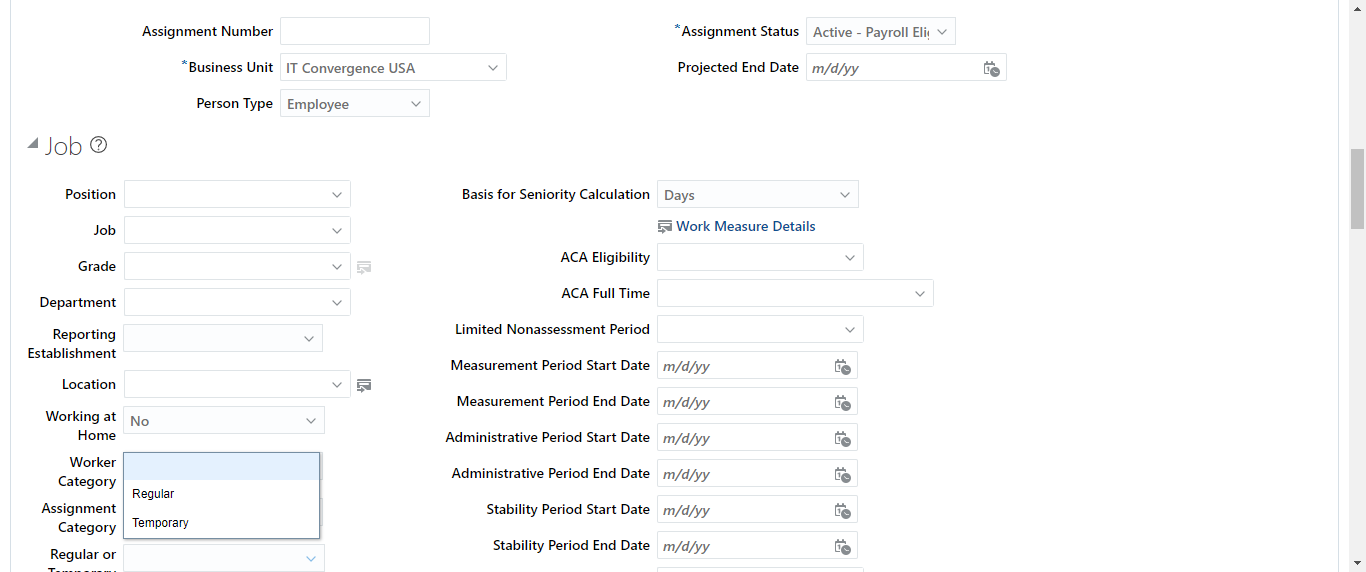 Assignment Number
*Assignment Status Active - Payroll Eli
*Business Unit IT Convergence USA
Projected End Date m/d/yy
Person Type Employee
Job
Position
Basis for Seniority Calculation Days
Job
Work Measure Details
Grade
ACA Eligibility
ACA Full Time
Department
Reporting
Establishment
Limited Nonassessment Period
Measurement Period Start Date m/d/yy
Location
Working at
Home
No
Measurement Period End Date m/d/yy
Administrative Period Start Date m/d/yy
Worker
Category
Administrative Period End Date m/d/yy
Regular
Temporary
Assignment
Category
Stability Period Start Date m/d/yy
Stability Period End Date m/d/yy
Regular or